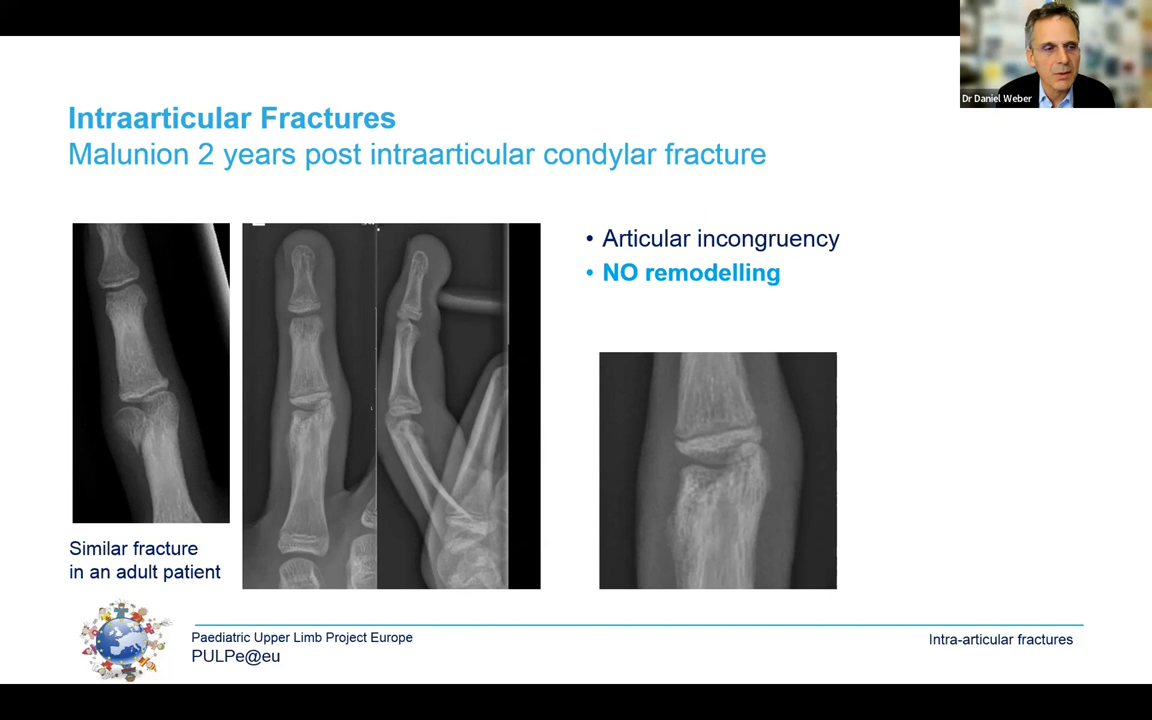 Dr Daniel Weber
Intraarticular Fractures
Malunion 2 years post intraarticular condylar fracture
• Articular incongruency
• NO remodelling
Similar fracture
in an adult patient
Paediatric Upper Limb Project Europe
PULPe@eu
Intra-articular fractures